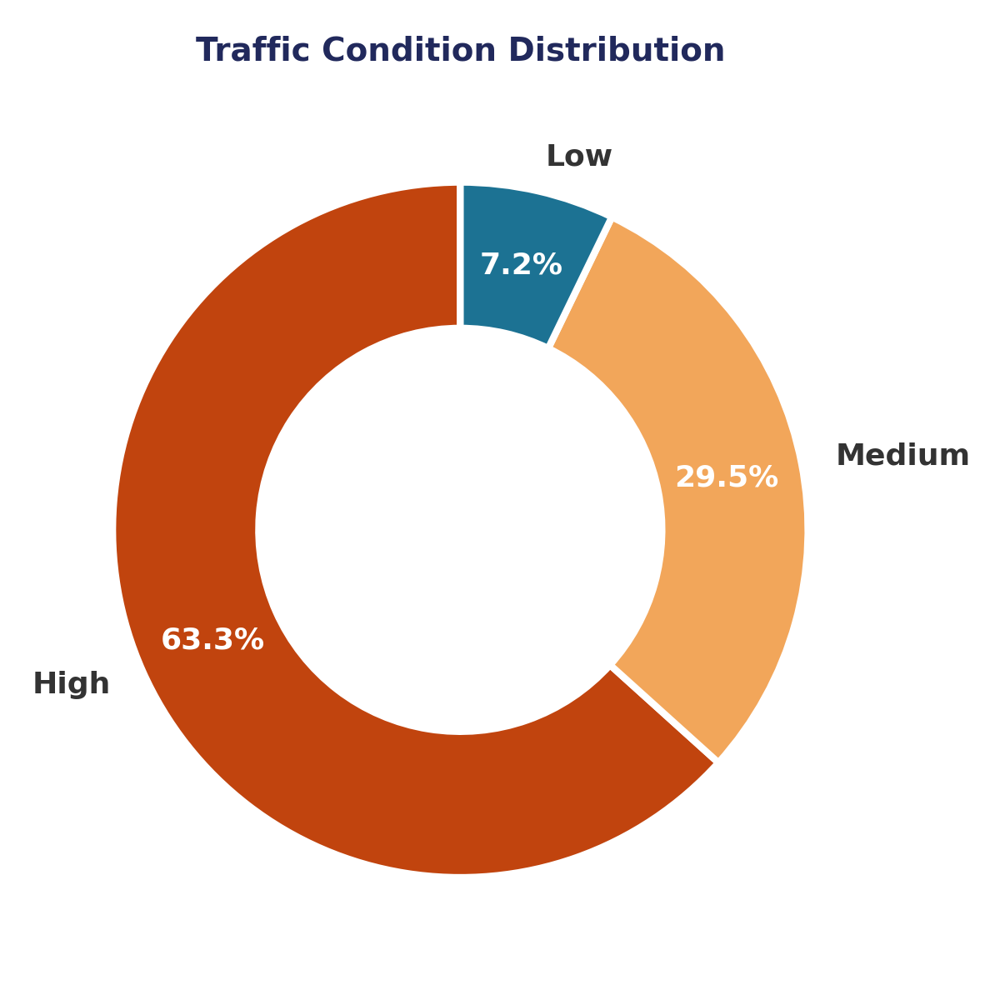 Traffic Condition Distribution
Low
7.2%
Medium
29.5%
63.3%
High